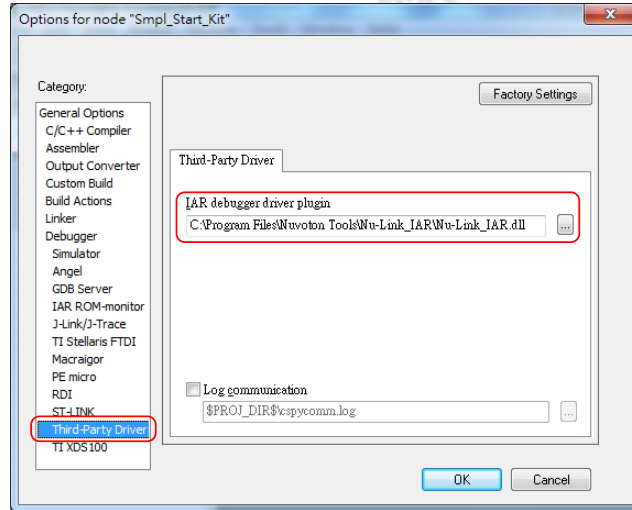 Options for node "Smpl_Start_Kit"
Category:
Factory Settings
General Options
C/C++ Compiler
Assembler
Output Converter
Custom Build
Build Actions
Linker
Debugger
Simulator
Angel
GDB Server
IAR ROM-monitor
J-Link/J-Trace
TI Stellaris FTDI
Macraigor
PE micro
RDI
ST-LINK
Third-Party Driver
TI XDS100
Third-Party Driver
IAR debugger driver plugin
C:\Program Files\Nuvoton Tools\Nu-Link_IAR\Nu-Link_IAR.dll
...
Log communication
$PROJ_DIR$\cspycomm.log
...
OK
Cancel